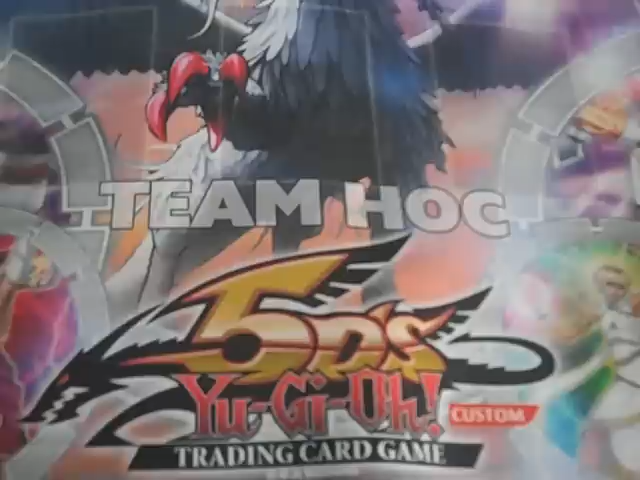 TEAM HOC
5D's
Yu-Gi-Oh!
CUSTOM
TRADING CARD GAME